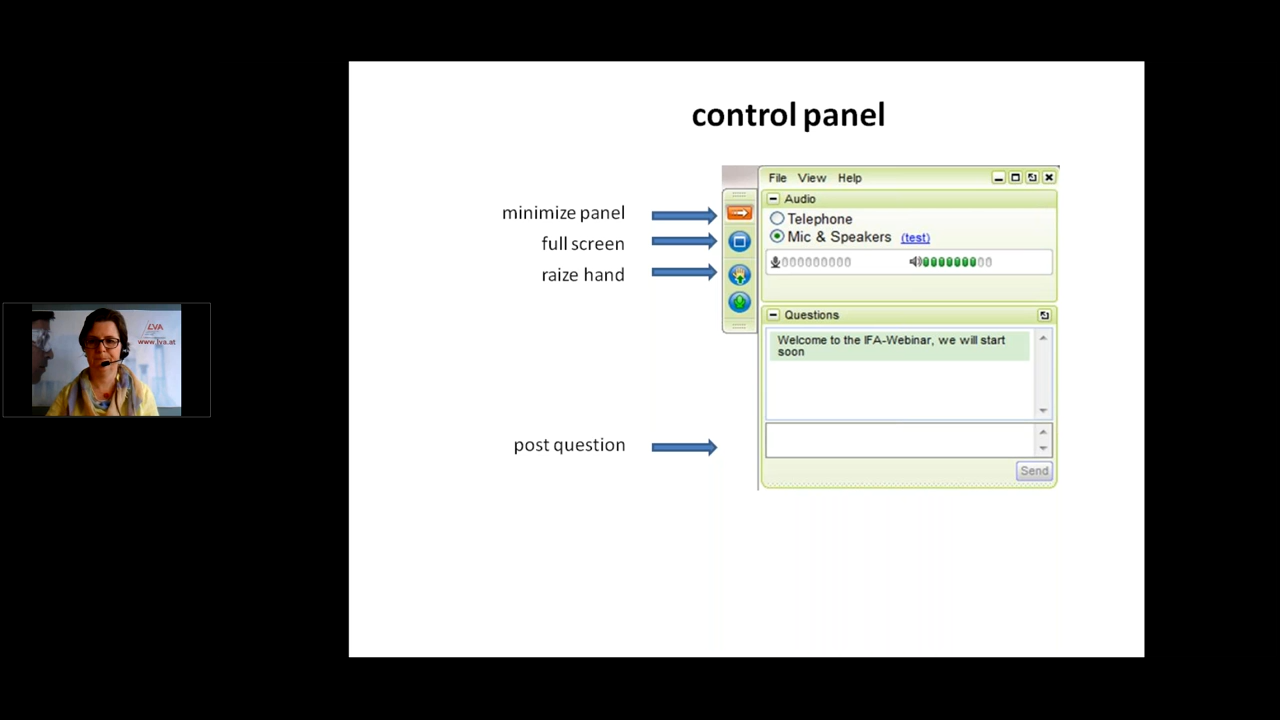 control panel
File View Help
Audio
minimize panel
Telephone
full screen
Mic & Speakers (test)
raize hand
Questions
Welcome to the IFA-Webinar, we will start
soon
LVA
www.lva.at
post question
Send